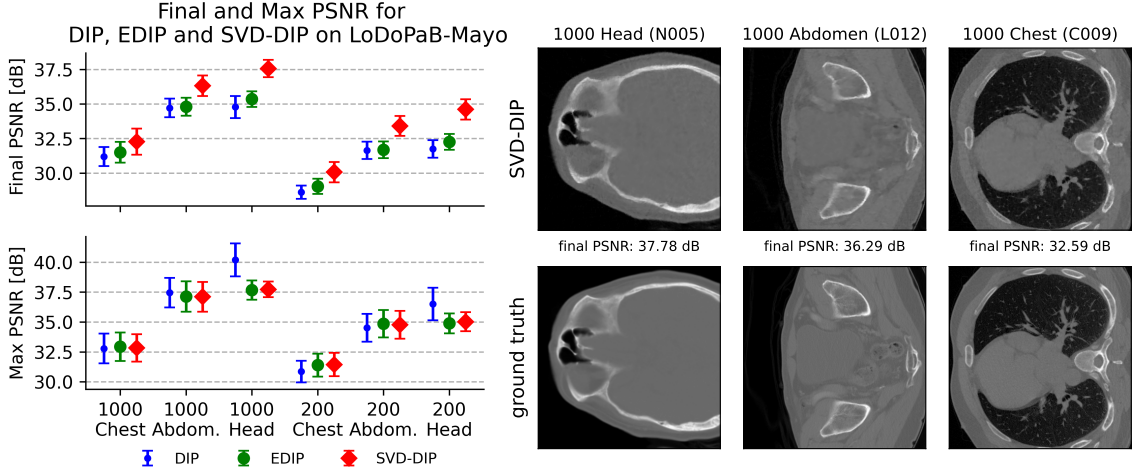 Final and Max PSNR for
DIP, EDIP and SVD-DIP on LoDoPaB-Mayo
Final PSNR [dB]
37.5
35.0
32.5
30.0
Max PSNR [dB]
40.0
37.5
35.0
32.5
30.0
1000 1000 1000 200 200 200
Chest Abdom. Head Chest Abdom. Head
DIP EDIP SVD-DIP
1000 Head (N005) 1000 Abdomen (L012) 1000 Chest (C009)
SVD-DIP
final PSNR: 37.78 dB final PSNR: 36.29 dB final PSNR: 32.59 dB
ground truth